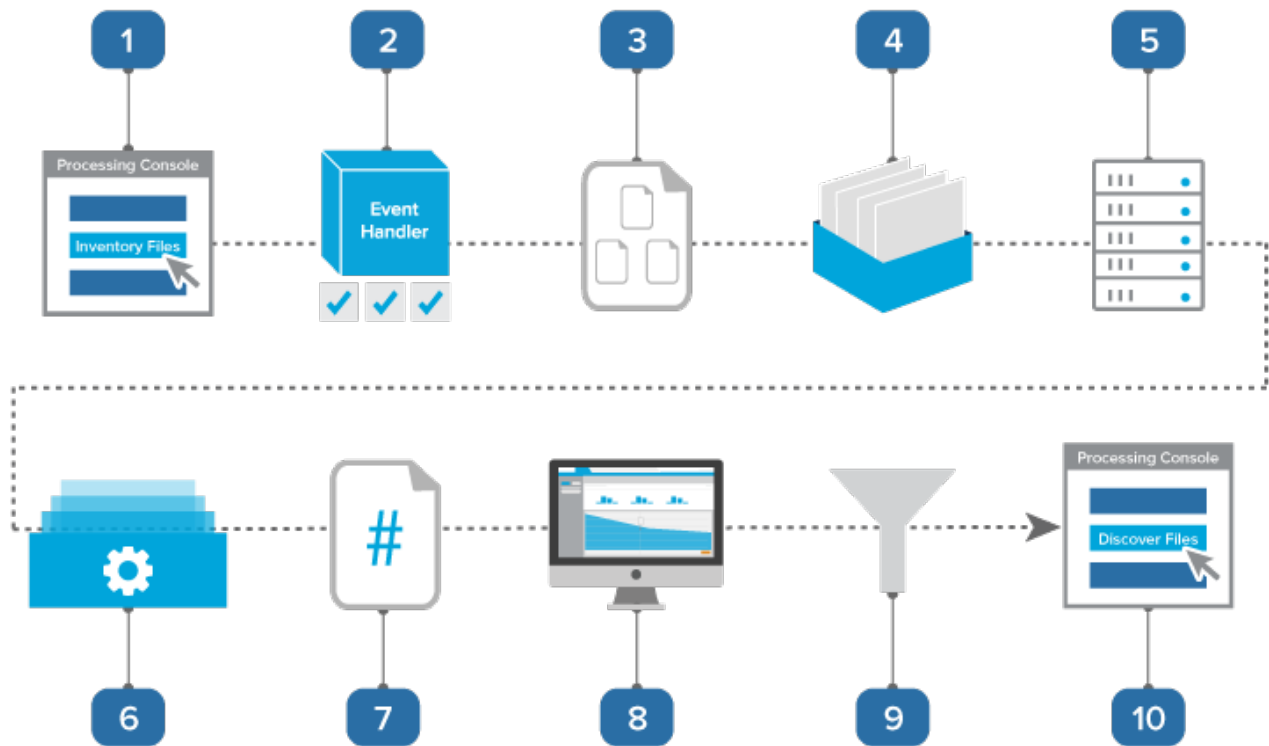 1
2
3
4
5
Processing Console
Inventory Files
Event
Handler
#
Processing Console
Discover Files
6
7
8
9
10